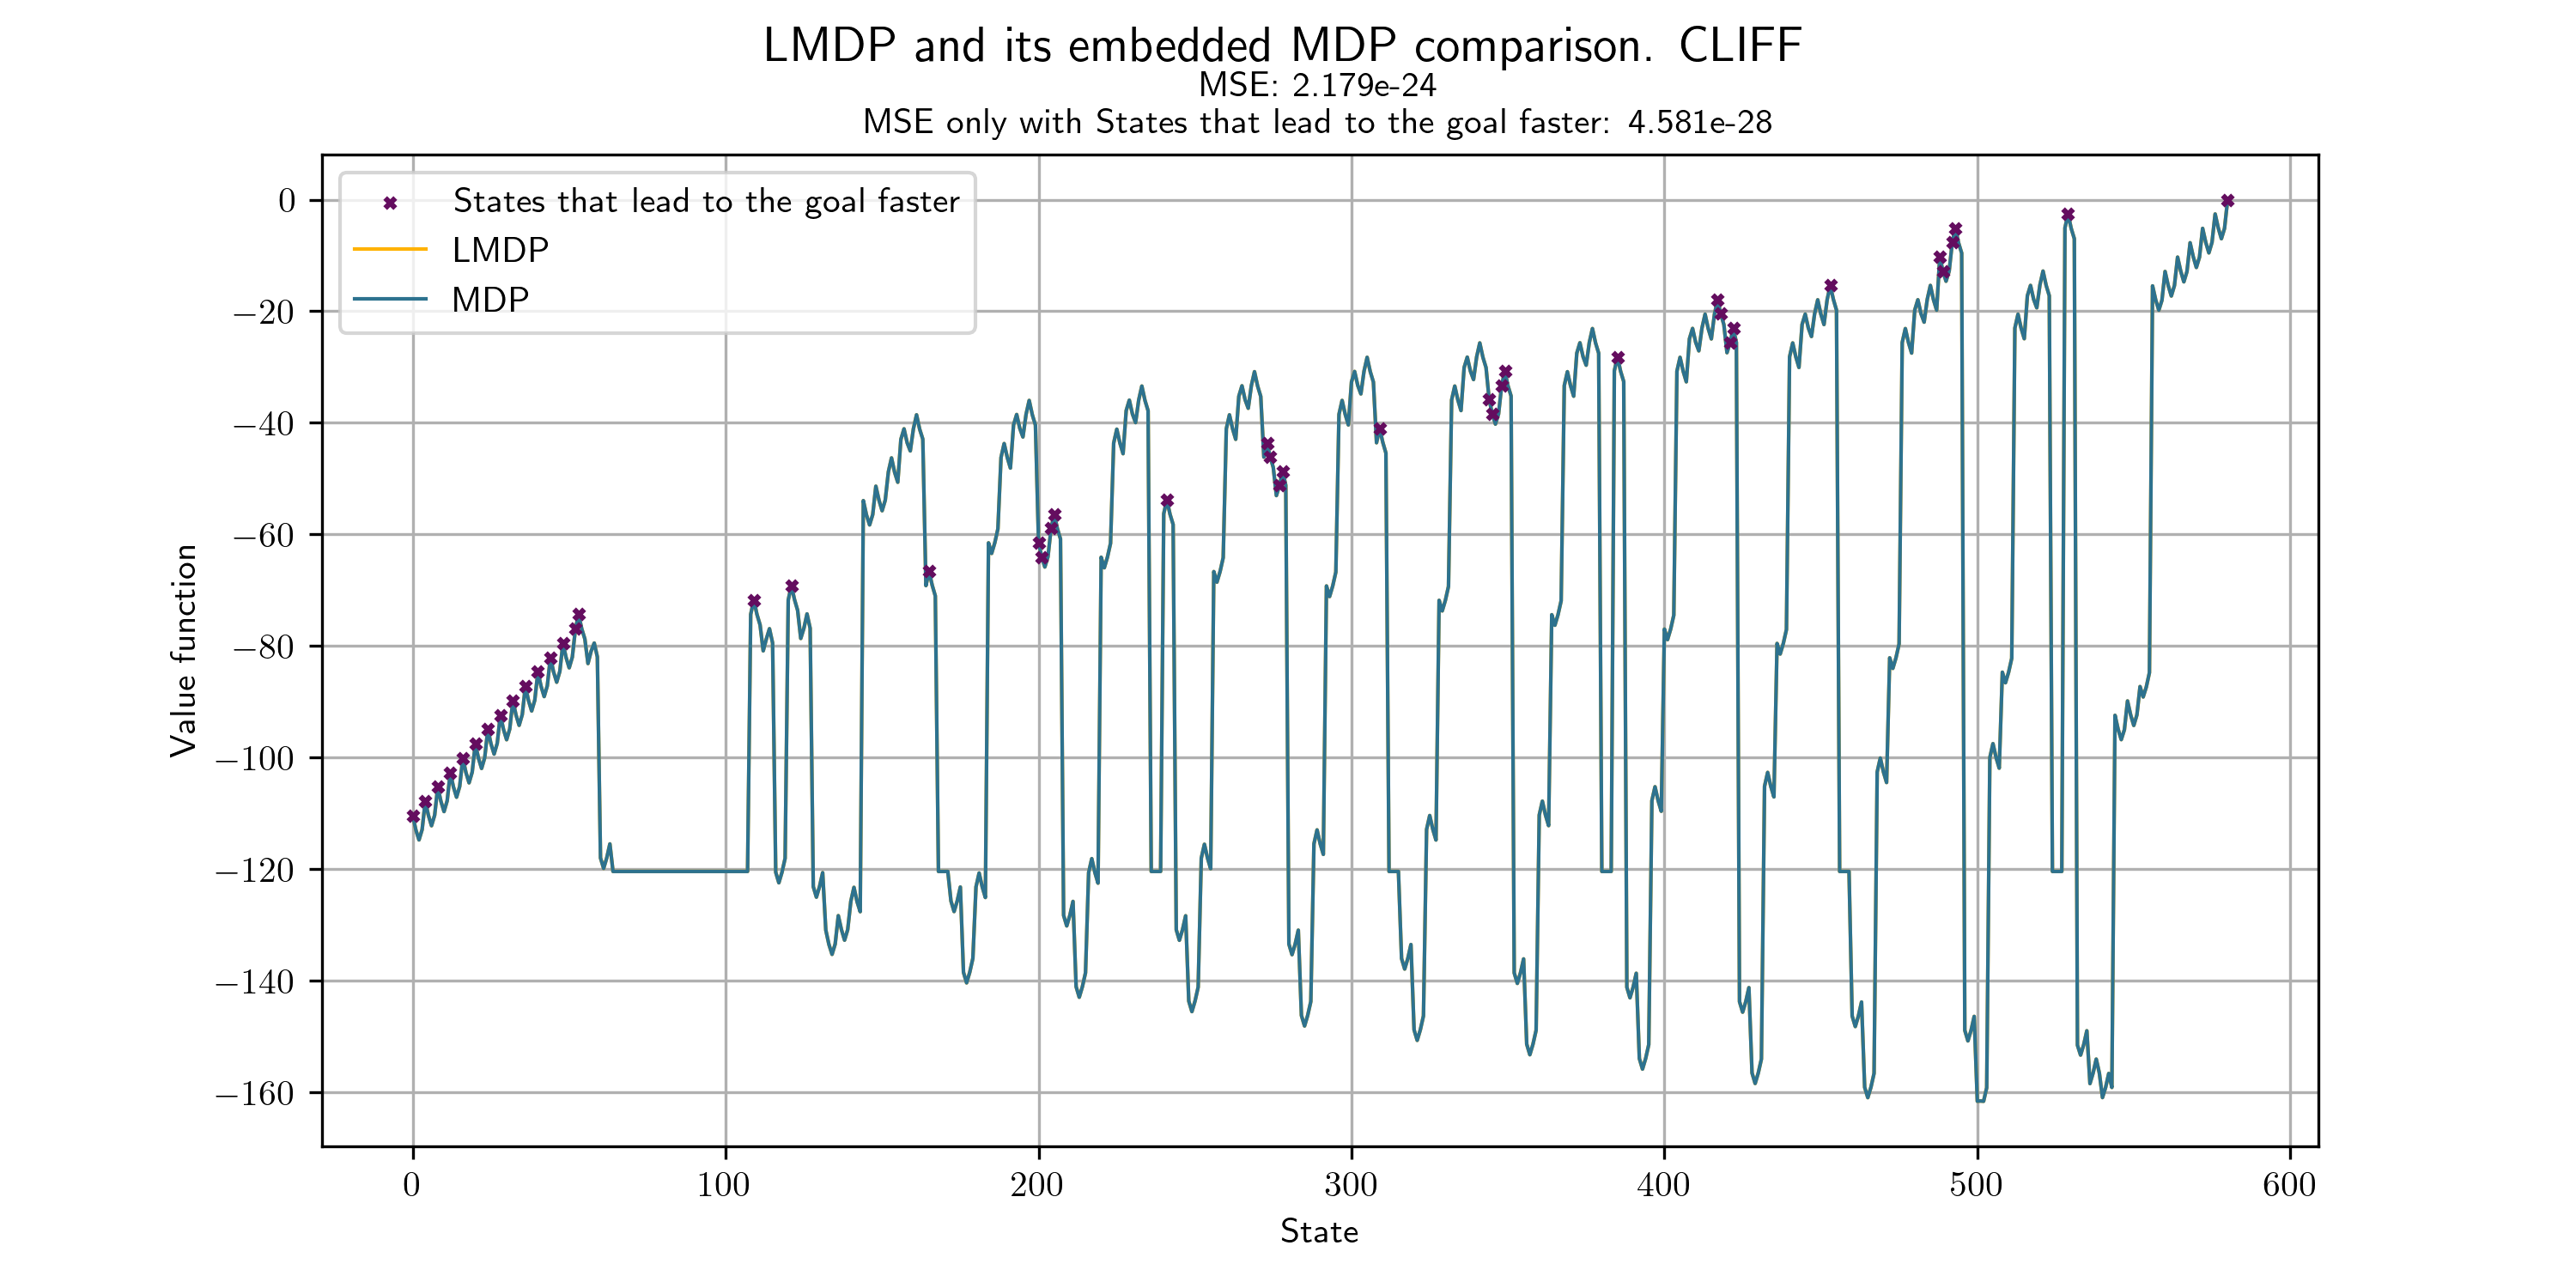 LMDP and its embedded MDP comparison. CLIFF
MSE: 2.179e-24
MSE only with States that lead to the goal faster: 4.581e-28
States that lead to the goal faster
LMDP
MDP
Value function
0
−20
−40
−60
−80
−100
−120
−140
−160
0 100 200 300 400 500 600
State